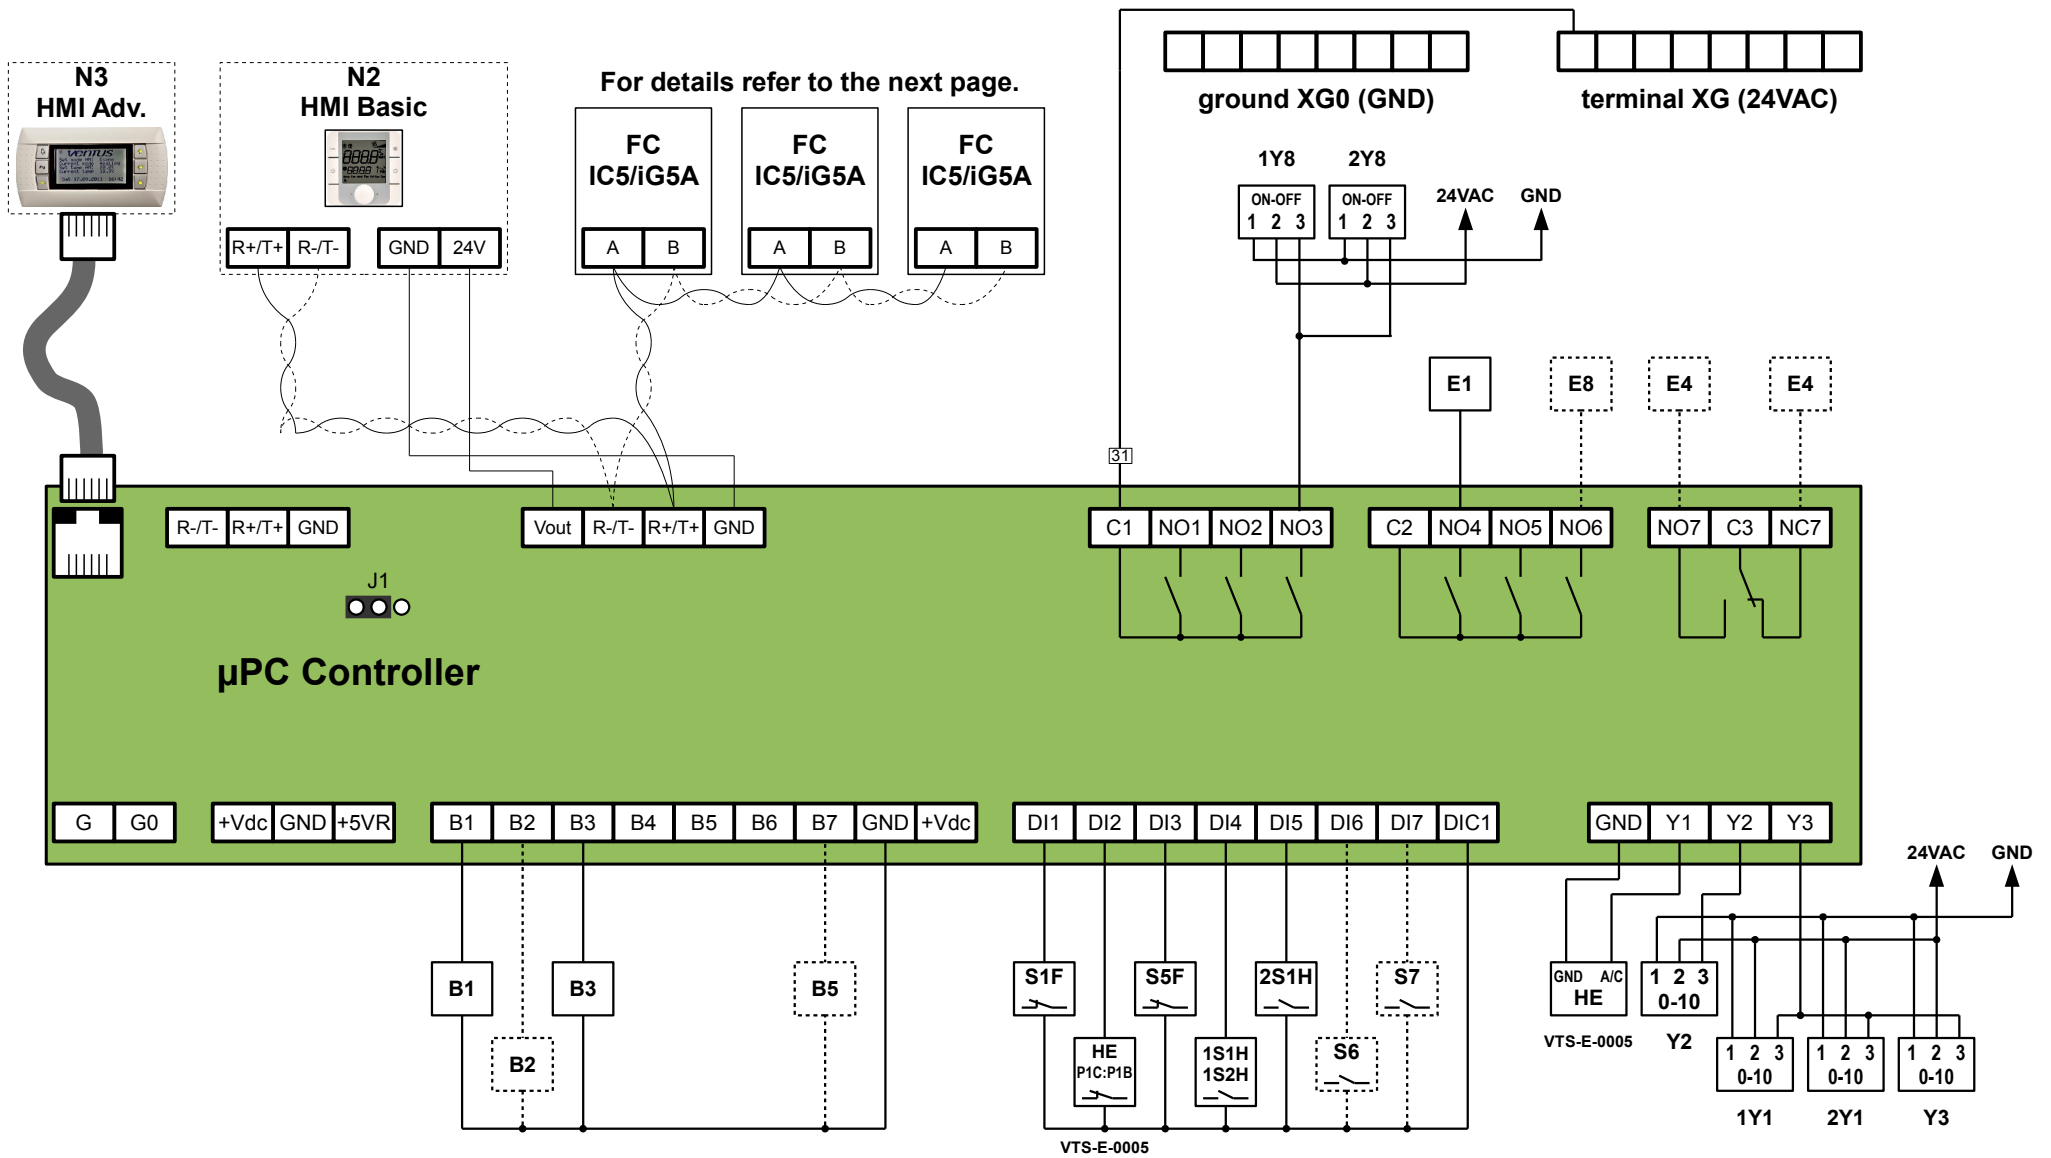 N3
HMI Adv.
ventus
N2
HMI Basic
R+/T+ R-/T- GND 24V
For details refer to the next page.
FC
IC5/iG5A
A B
FC
IC5/iG5A
A B
FC
IC5/iG5A
A B
ground XG0 (GND)
terminal XG (24VAC)
1Y8 2Y8
ON-OFF
1 2 3
ON-OFF
1 2 3
24VAC GND
E1 E8 E4 E4
31
R-/T- R+/T+ GND
Vout R-/T- R+/T+ GND
C1 NO1 NO2 NO3
C2 NO4 NO5 NO6
NO7 C3 NC7
J1
µPC Controller
G G0
+Vdc GND +5VR
B1 B2 B3 B4 B5 B6 B7 GND +Vdc
DI1 DI2 DI3 DI4 DI5 DI6 DI7 DIC1
GND Y1 Y2 Y3
24VAC GND
B1 B3 B5
B2
S1F S5F 2S1H S7
HE
P1C:P1B
1S1H
1S2H
S6
VTS-E-0005
GND A/C
HE
VTS-E-0005
1 2 3
0-10
Y2
1 2 3
0-10
1Y1
1 2 3
0-10
2Y1
1 2 3
0-10
Y3